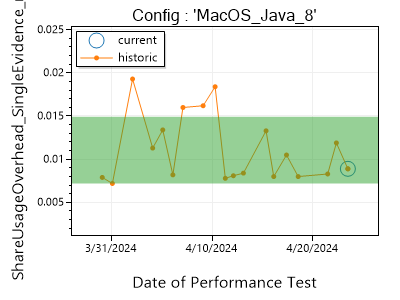 Config : 'MacOS_Java_8'
ShareUsageOverhead_SingleEvidence_
0.025
0.02
0.015
0.01
0.005
current
historic
3/31/2024
4/10/2024
4/20/2024
Date of Performance Test